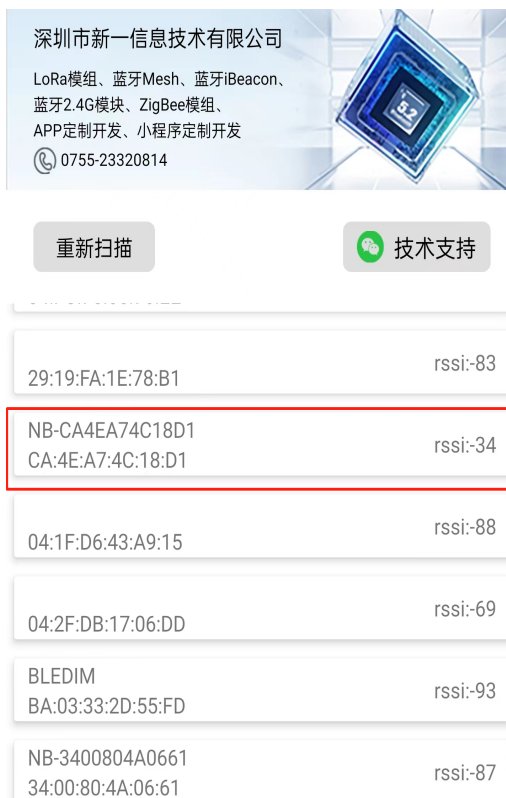 深圳市新一信息技术有限公司
LoRa模组、蓝牙Mesh、蓝牙iBeacon、
蓝牙2.4G模块、ZigBee模组、
APP定制开发、小程序定制开发
0755-23320814
5.2
重新扫描
技术支持
29:19:FA:1E:78:B1
rssi:-83
NB-CA4EA74C18D1
CA:4E:A7:4C:18:D1
rssi:-34
04:1F:D6:43:A9:15
rssi:-88
04:2F:DB:17:06:DD
rssi:-69
BLEDIM
BA:03:33:2D:55:FD
rssi:-93
NB-3400804A0661
34:00:80:4A:06:61
rssi:-87